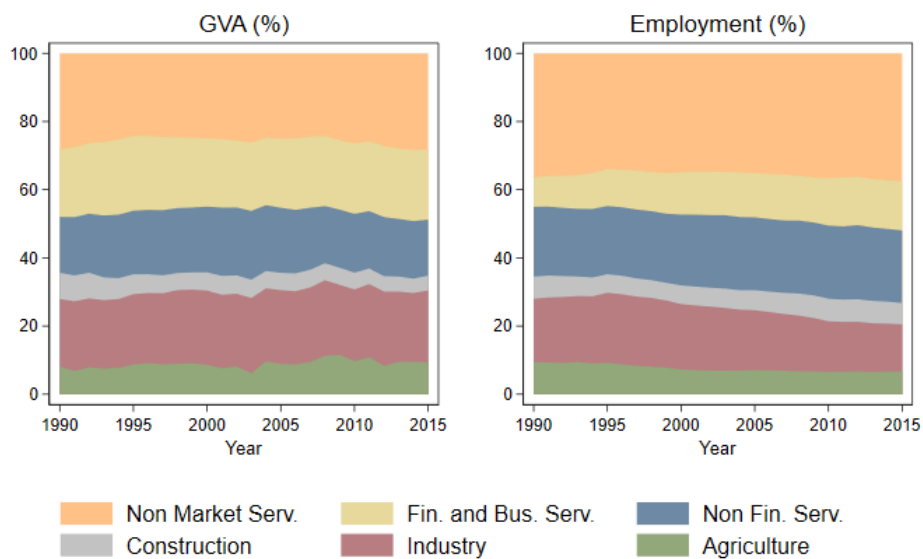 GVA (%)
Employment (%)
100
80
60
40
20
0
1990 1995 2000 2005 2010 2015
Year
100
80
60
40
20
0
1990 1995 2000 2005 2010 2015
Year
Non Market Serv. Fin. and Bus. Serv. Non Fin. Serv.
Construction Industry Agriculture